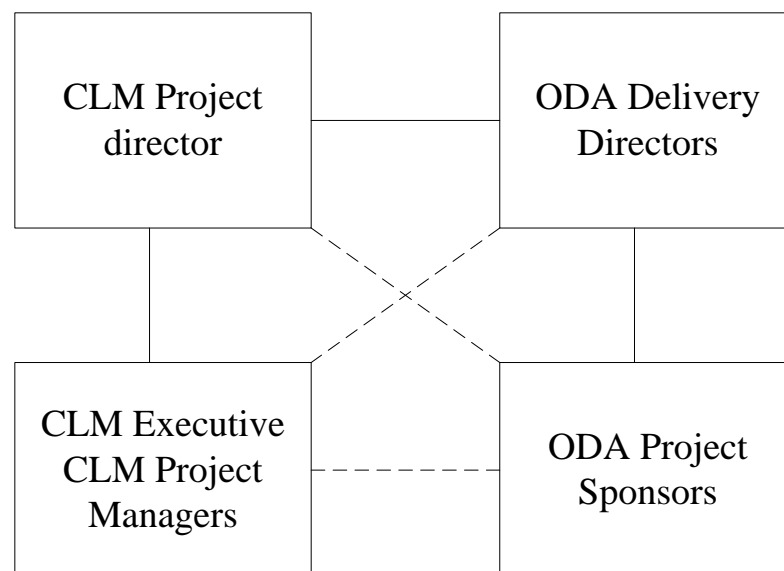 CLM Project
director
ODA Delivery
Directors
CLM Executive
CLM Project
Managers
ODA Project
Sponsors